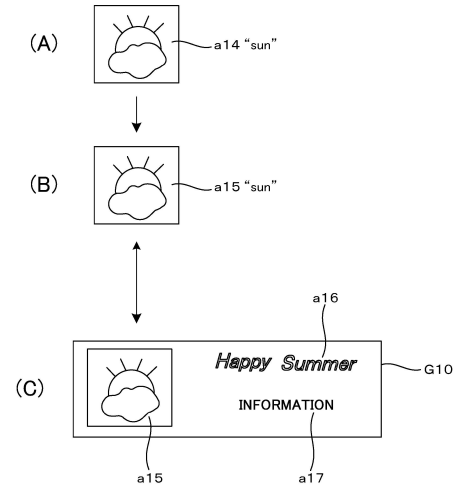 (A)
a14 “sun”
(B)
a15 “sun”
a16
Happy Summer
G10
(C)
INFORMATION
a15
a17